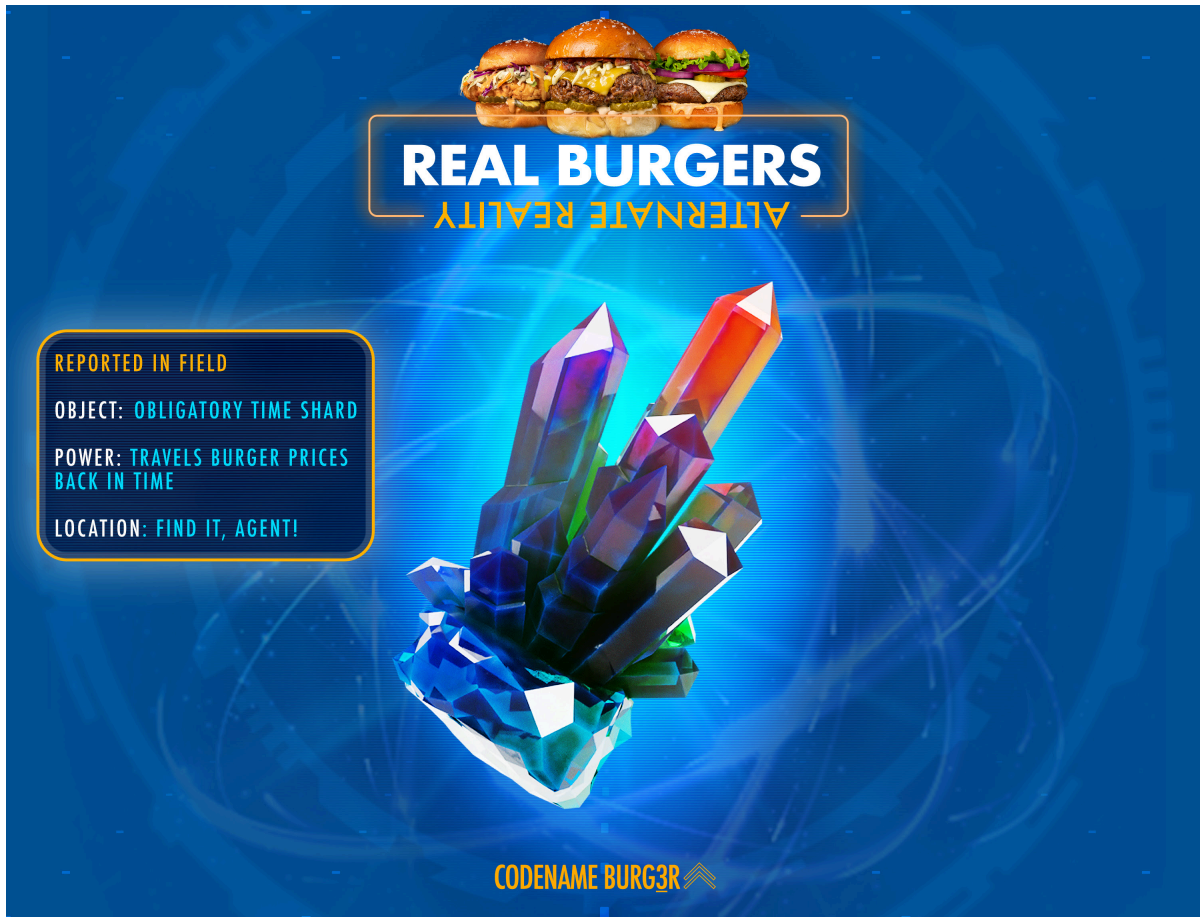 REAL BURGERS
ALTERNATE REALITY
REPORTED IN FIELD
OBJECT: OBLIGATORY TIME SHARD
POWER: TRAVELS BURGER PRICES
BACK IN TIME
LOCATION: FIND IT, AGENT!
CODENAME BURG3R